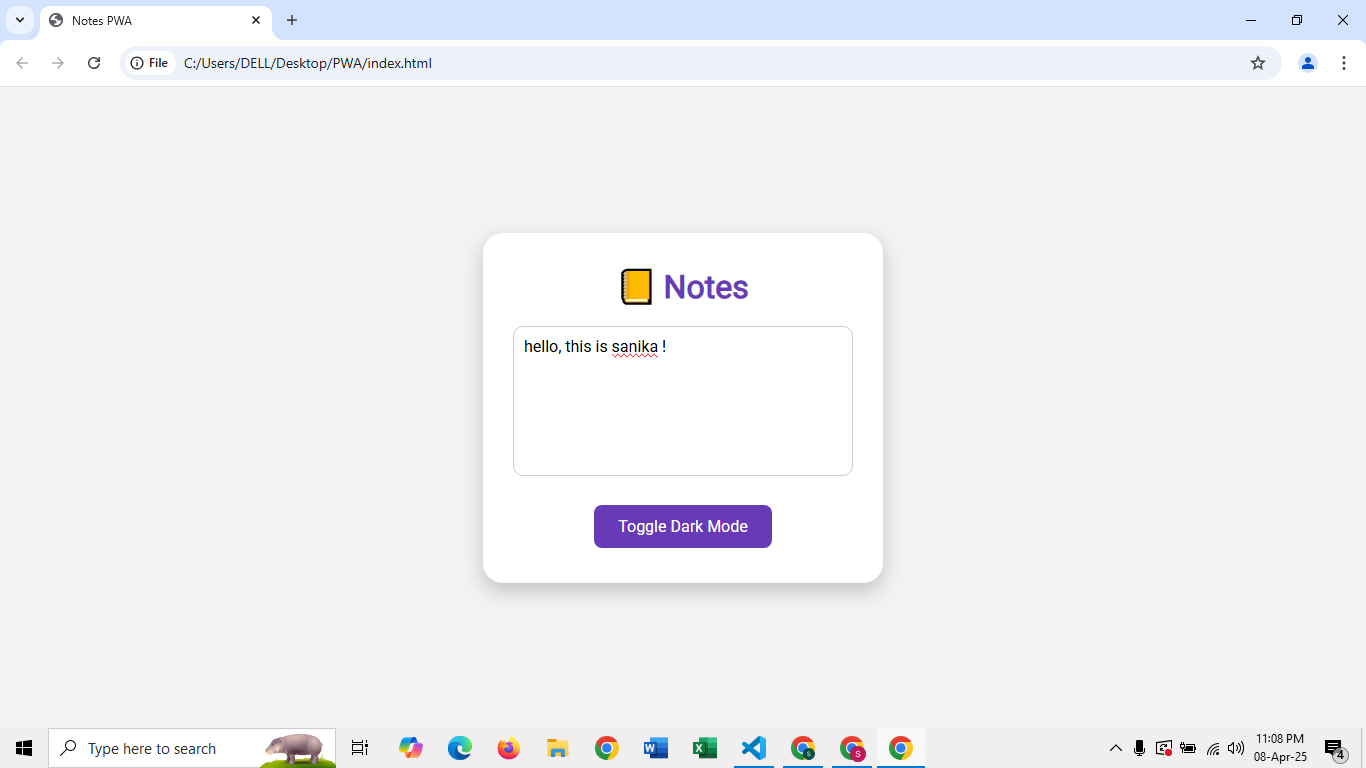 Notes PWA
File
C:/Users/DELL/Desktop/PWA/index.html
📒 Notes
hello, this is sanika !
Toggle Dark Mode
Type here to search
11:08 PM
08-Apr-25
4
W
X
S
S